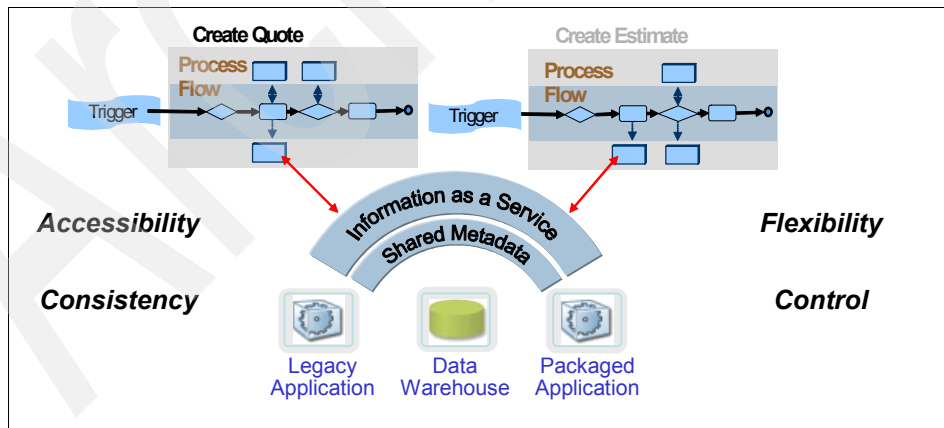 Create Quote
Create Estimate
Process
Flow
Process
Flow
Trigger
Trigger
Information as a Service
Shared Metadata
Accessibility
Flexibility
Consistency
Control
Legacy
Application
Data
Warehouse
Packaged
Application